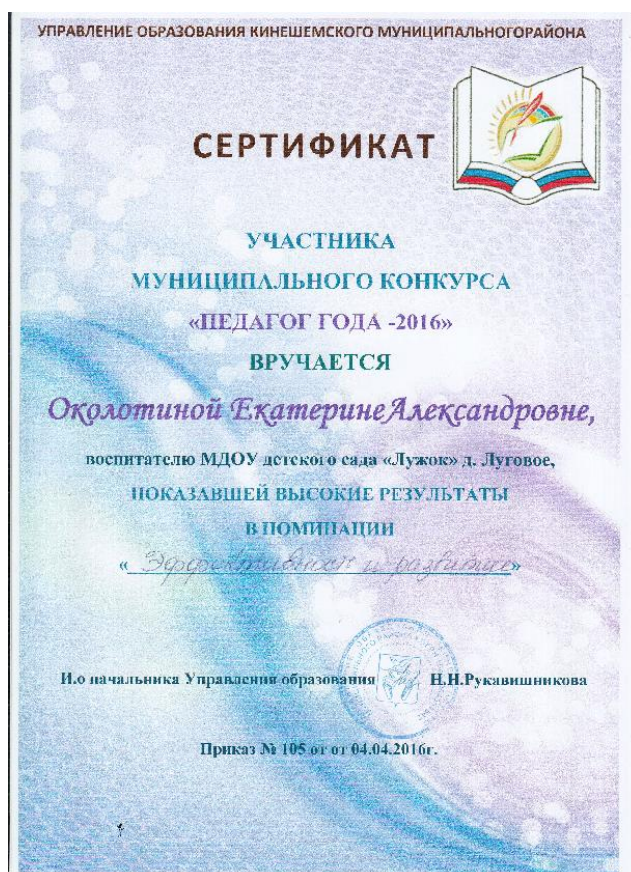 УПРАВЛЕНИЕ ОБРАЗОВАНИЯ КИНЕШЕМСКОГО МУНИЦИПАЛЬНОГОРАЙОНА
СЕРТИФИКАТ
УЧАСТНИКА
МУНИЦИПАЛЬНОГО КОНКУРСА
«ПЕДАГОГ ГОДА -2016»
ВРУЧАЕТСЯ
Околотиной Екатерине Александровне,
воспитателю МДОУ детского сада «Лужок» д. Луговое,
ПОКАЗАВШЕЙ ВЫСОКИЕ РЕЗУЛЬТАТЫ
В НОМИНАЦИИ
« Эффективность и развитие»
И.о начальника Управления образования Н.Н.Рукавишникова
Приказ № 105 от от 04.04.2016г.